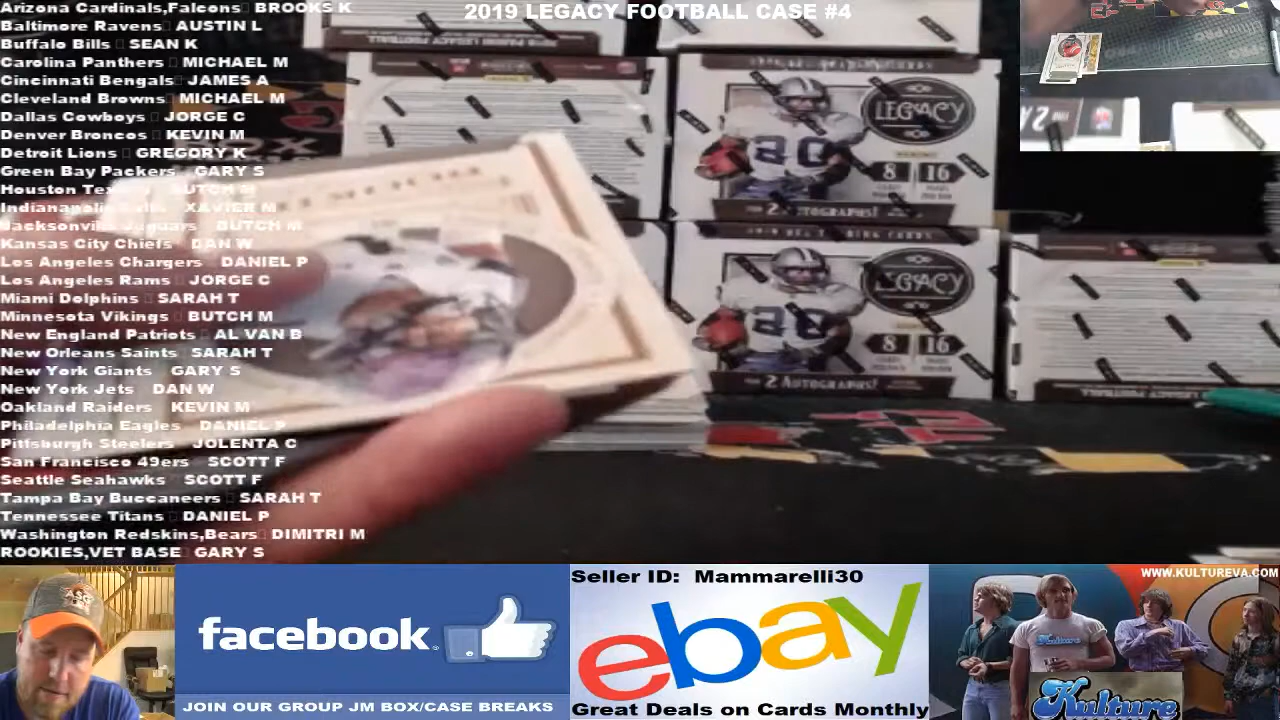 2019 LEGACY FOOTBALL CASE #4
Arizona Cardinals,Falcons BROOKS K
Baltimore Ravens AUSTIN L
Buffalo Bills SEAN K
Carolina Panthers MICHAEL M
Cincinnati Bengals JAMES A
Cleveland Browns MICHAEL M
Dallas Cowboys JORGE C
Denver Broncos KEVIN M
Detroit Lions GREGORY K
Green Bay Packers GARY S
Houston Texans BUTCH M
Indianapolis Colts XAVIER M
Jacksonville Jaguars BUTCH M
Kansas City Chiefs DAN W
Los Angeles Chargers DANIEL P
Los Angeles Rams JORGE C
Miami Dolphins SARAH T
Minnesota Vikings BUTCH M
New England Patriots AL VAN B
New Orleans Saints SARAH T
New York Giants GARY S
New York Jets DAN W
Oakland Raiders KEVIN M
Philadelphia Eagles DANIEL P
Pittsburgh Steelers JOLENTA C
San Francisco 49ers SCOTT F
Seattle Seahawks SCOTT F
Tampa Bay Buccaneers SARAH T
Tennessee Titans DANIEL P
Washington Redskins,Bears DIMITRI M
ROOKIES,VET BASE GARY S
LEGACY
8 16
2 AUTOGRAPHS!
LEGACY
8 16
2 AUTOGRAPHS!
facebook
JOIN OUR GROUP JM BOX/CASE BREAKS
Seller ID: Mammarelli30
ebay
Great Deals on Cards Monthly
WWW.KULTUREVA.COM
Kulture
Kulture